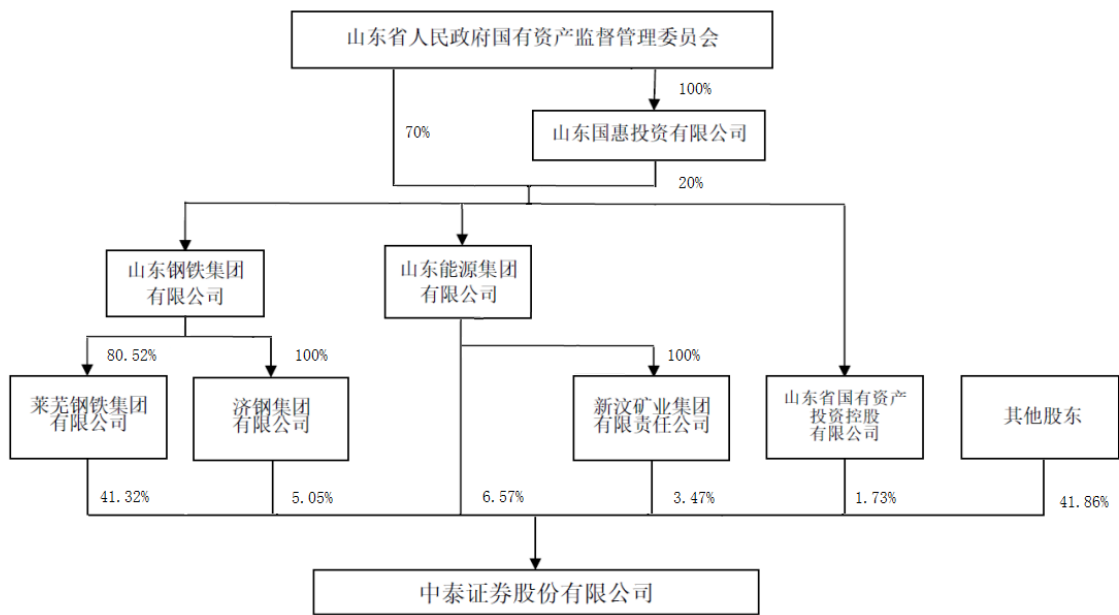 山东省人民政府国有资产监督管理委员会
100%
70%
山东国惠投资有限公司
20%
山东钢铁集团
有限公司
山东能源集团
有限公司
80.52%
100%
100%
莱芜钢铁集团
有限公司
济钢集团
有限公司
新汶矿业集团
有限责任公司
山东省国有资产
投资控股
有限公司
其他股东
41.32%
5.05%
6.57%
3.47%
1.73%
41.86%
中泰证券股份有限公司